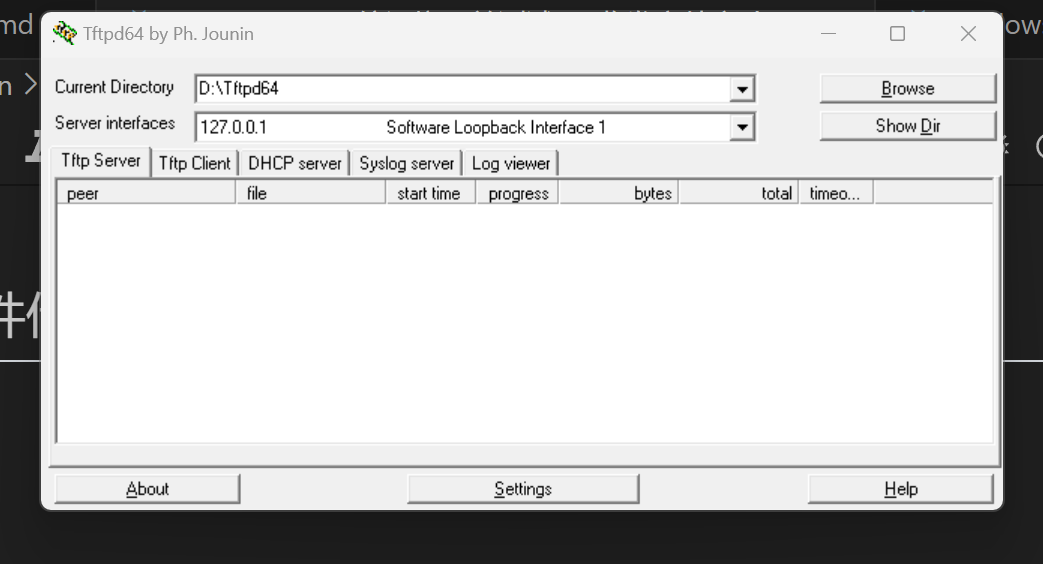 md
Tftpd64 by Ph. Jounin
ow
n >
Current Directory D:\Tftpd64 Browse
Server interfaces 127.0.0.1 Software Loopback Interface 1 Show Dir
Tftp Server Tftp Client DHCP server Syslog server Log viewer
peer file start time progress bytes total timeo...
件
About Settings Help